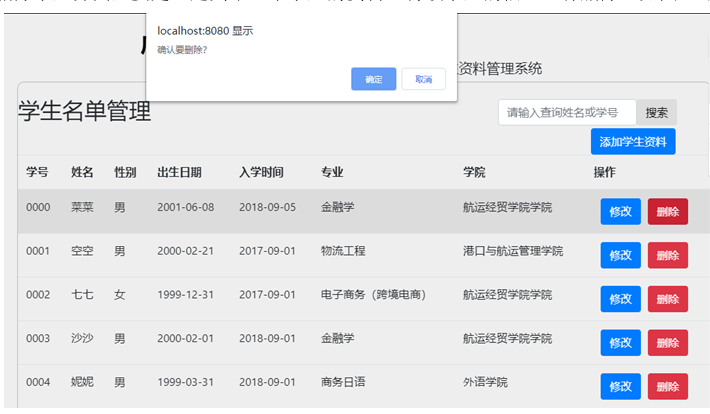 localhost:8080 显示
确认要删除?
确定 取消
资料管理系统
学生名单管理
请输入查询姓名或学号 搜索
添加学生资料
学号 姓名 性别 出生日期 入学时间 专业 学院 操作
0000 菜菜 男 2001-06-08 2018-09-05 金融学 航运经贸学院学院 修改 删除
0001 空空 男 2000-02-21 2017-09-01 物流工程 港口与航运管理学院 修改 删除
0002 七七 女 1999-12-31 2017-09-01 电子商务（跨境电商） 航运经贸学院学院 修改 删除
0003 沙沙 男 2000-02-01 2018-09-01 金融学 航运经贸学院学院 修改 删除
0004 妮妮 男 1999-03-31 2018-09-01 商务日语 外语学院 修改 删除